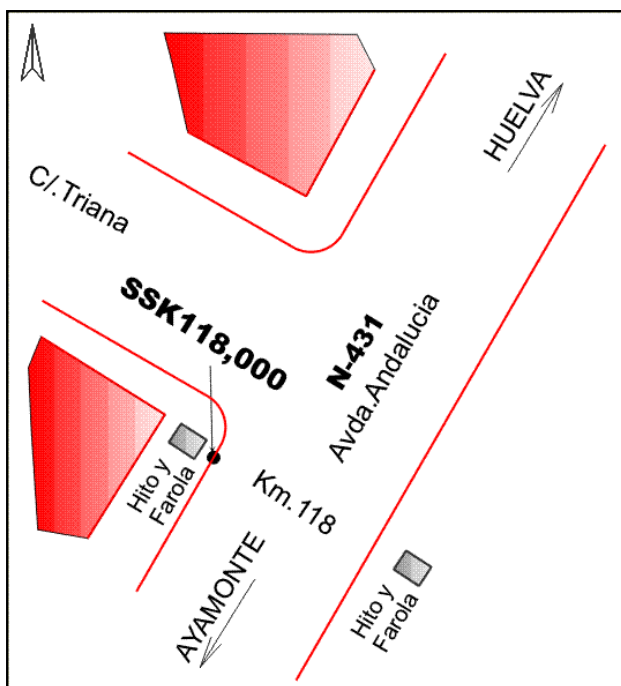 HUELVA
C/.Triana
SSK118,000
N-431
Avda.Andalucia
Hito y
Farola
Km.118
AYAMONTE
Hito y
Farola